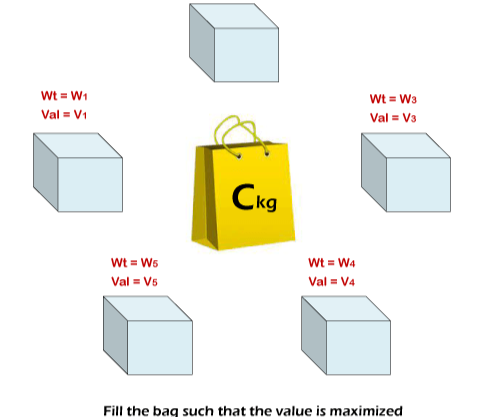 Wt = W1
Val = V1
Wt = W3
Val = V3
Ckg
Wt = W5
Val = V5
Wt = W4
Val = V4
Fill the bag such that the value is maximized